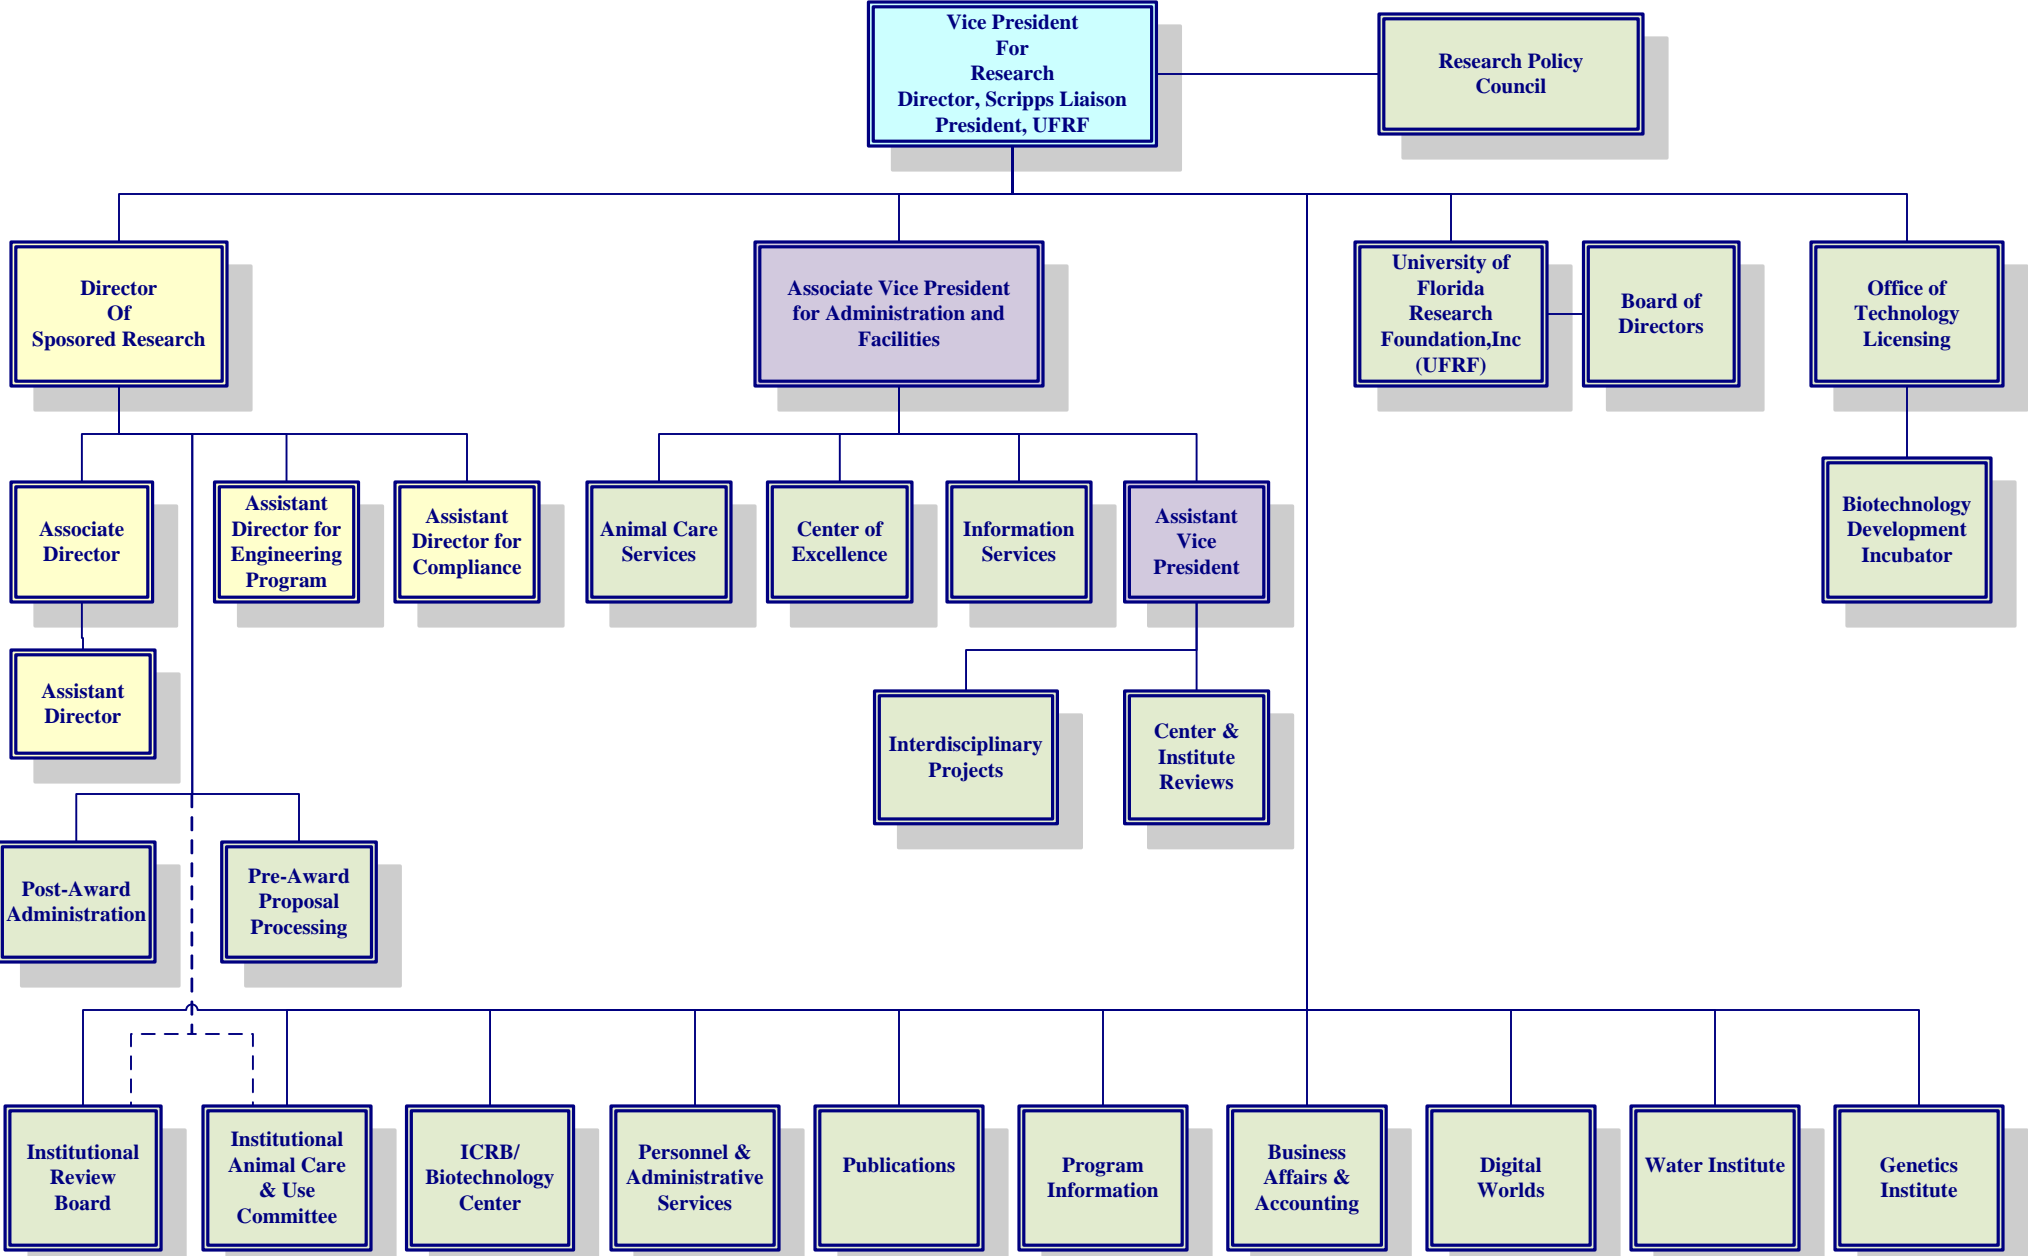 Vice President
For
Research
Director, Scripps Liaison
President, UFRF
Research Policy
Council
Director
Of
Sposored Research
Associate Vice President
for Administration and
Facilities
University of
Florida
Research
Foundation,Inc
(UFRF)
Board of
Directors
Office of
Technology
Licensing
Associate
Director
Assistant
Director for
Engineering
Program
Assistant
Director for
Compliance
Animal Care
Services
Center of
Excellence
Information
Services
Assistant
Vice
President
Biotechnology
Development
Incubator
Assistant
Director
Interdisciplinary
Projects
Center &
Institute
Reviews
Post-Award
Administration
Pre-Award
Proposal
Processing
Institutional
Review
Board
Institutional
Animal Care
& Use
Committee
ICRB/
Biotechnology
Center
Personnel &
Administrative
Services
Publications
Program
Information
Business
Affairs &
Accounting
Digital
Worlds
Water Institute
Genetics
Institute